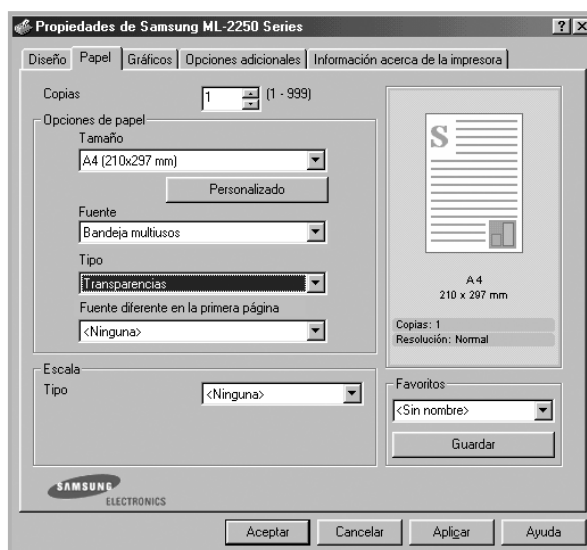 Propiedades de Samsung ML-2250 Series
Diseño Papel Gráficos Opciones adicionales Información acerca de la impresora
Copias 1 (1 - 999)
Opciones de papel
Tamaño
A4 (210x297 mm)
Personalizado
Fuente
Bandeja multiusos
Tipo
Transparencias
Fuente diferente en la primera página
<Ninguna>
S
A4
210 x 297 mm
Copias: 1
Resolución: Normal
Escala
Tipo <Ninguna>
Favoritos
<Sin nombre>
Guardar
SAMSUNG
ELECTRONICS
Aceptar Cancelar Aplicar Ayuda